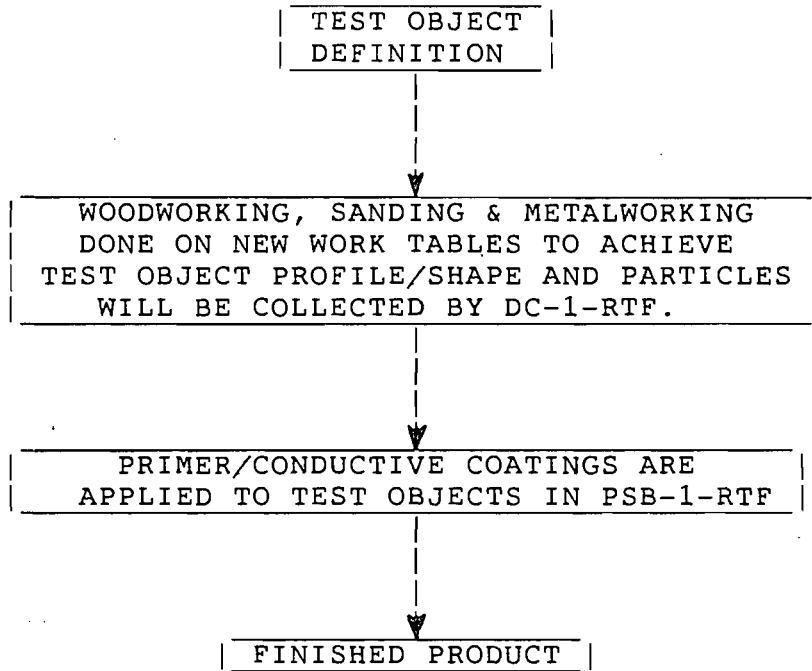 TEST OBJECT
DEFINITION
WOODWORKING, SANDING & METALWORKING
DONE ON NEW WORK TABLES TO ACHIEVE
TEST OBJECT PROFILE/SHAPE AND PARTICLES
WILL BE COLLECTED BY DC-1-RTF.
PRIMER/CONDUCTIVE COATINGS ARE
APPLIED TO TEST OBJECTS IN PSB-1-RTF
FINISHED PRODUCT